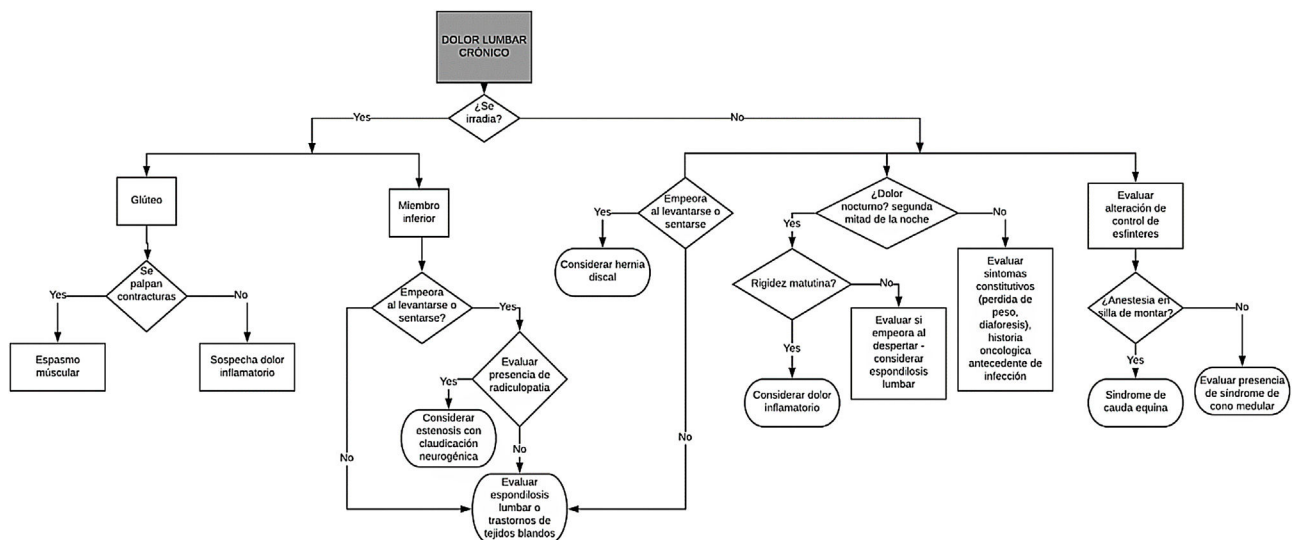 DOLOR LUMBAR
CRÓNICO
¿Se
irradia?
Yes
No
Glúteo
Miembro
inferior
Se
palpan
contracturas
Yes
No
Espasmo
múscular
Sospecha dolor
inflamatorio
Empeora
al levantarse o
sentarse?
Yes
No
Evaluar
presencia de
radiculopatia
Yes
No
Considerar
estenosis con
claudicación
neurogénica
Evaluar
espondilosis
lumbar o
trastornos de
tejidos blandos
Empeora
al levantarse o
sentarse
Yes
No
Considerar hernia
discal
¿Dolor
nocturno? segunda
mitad de la noche
Yes
No
Rigidez matutina?
Yes
No
Considerar dolor
inflamatorio
Evaluar si
empeora al
despertar -
considerar
espondilosis
lumbar
Evaluar
sintomas
constitutivos
(perdida de
peso,
diaforesis),
historia
oncologica
antecedente de
infección
Evaluar
alteración de
control de
esfinteres
¿Anestesia en
silla de montar?
Yes
No
Sindrome de
cauda equina
Evaluar presencia
de síndrome de
cono medular